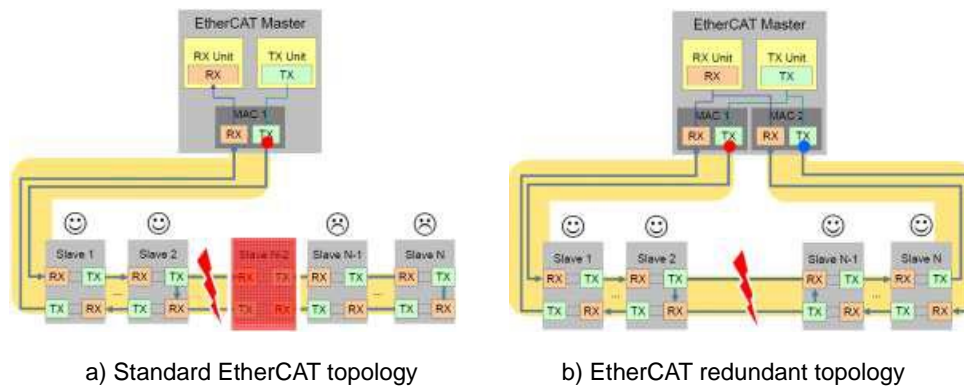 EtherCAT Master
RX Unit TX Unit
RX TX
MAC 1
RX TX
Slave 1 Slave 2 Slave N-2 Slave N-1 Slave N
RX TX RX TX RX TX RX TX RX TX
... ...
TX RX TX RX TX RX TX RX TX RX
a) Standard EtherCAT topology
EtherCAT Master
RX Unit TX Unit
RX TX
MAC 1 MAC 2
RX TX RX TX
Slave 1 Slave 2 Slave N-1 Slave N
RX TX RX TX RX TX RX TX
... ...
TX RX TX RX TX RX TX RX
b) EtherCAT redundant topology